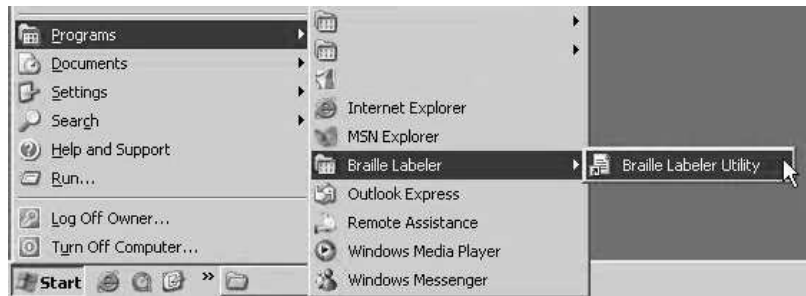 Programs
Documents
Settings
Search
Help and Support
Run...
Log Off Owner...
Turn Off Computer...
Start
»
Internet Explorer
MSN Explorer
Braille Labeler
Outlook Express
Remote Assistance
Windows Media Player
Windows Messenger
Braille Labeler Utility